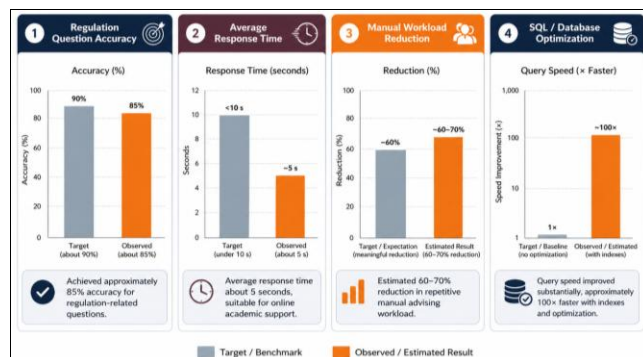 1 Regulation
Question Accuracy
Accuracy (%)
Accuracy (%)
100
80
60
40
20
0
90%
85%
Target
(about 90%)
Observed
(about 85%)
Achieved approximately
85% accuracy for
regulation-related
questions.
2 Average
Response Time
Response Time (seconds)
Seconds
12
10
8
6
4
2
0
<10 s
~5 s
Target
(under 10 s)
Observed
(about 5 s)
Average response time
about 5 seconds,
suitable for online
academic support.
3 Manual Workload
Reduction
Reduction (%)
Reduction (%)
100
80
60
40
20
0
~60%
~60–70%
Target / Expectation
(meaningful reduction)
Estimated Result
(60–70% reduction)
Estimated 60–70%
reduction in repetitive
manual advising
workload.
4 SQL / Database
Optimization
Query Speed (× Faster)
Speed Improvement (×)
1,000
100
10
1
1×
~100×
Target / Baseline
(no optimization)
Observed / Estimated
(with indexes)
Query speed improved
substantially, approximately
100× faster with indexes
and optimization.
Target / Benchmark
Observed / Estimated Result